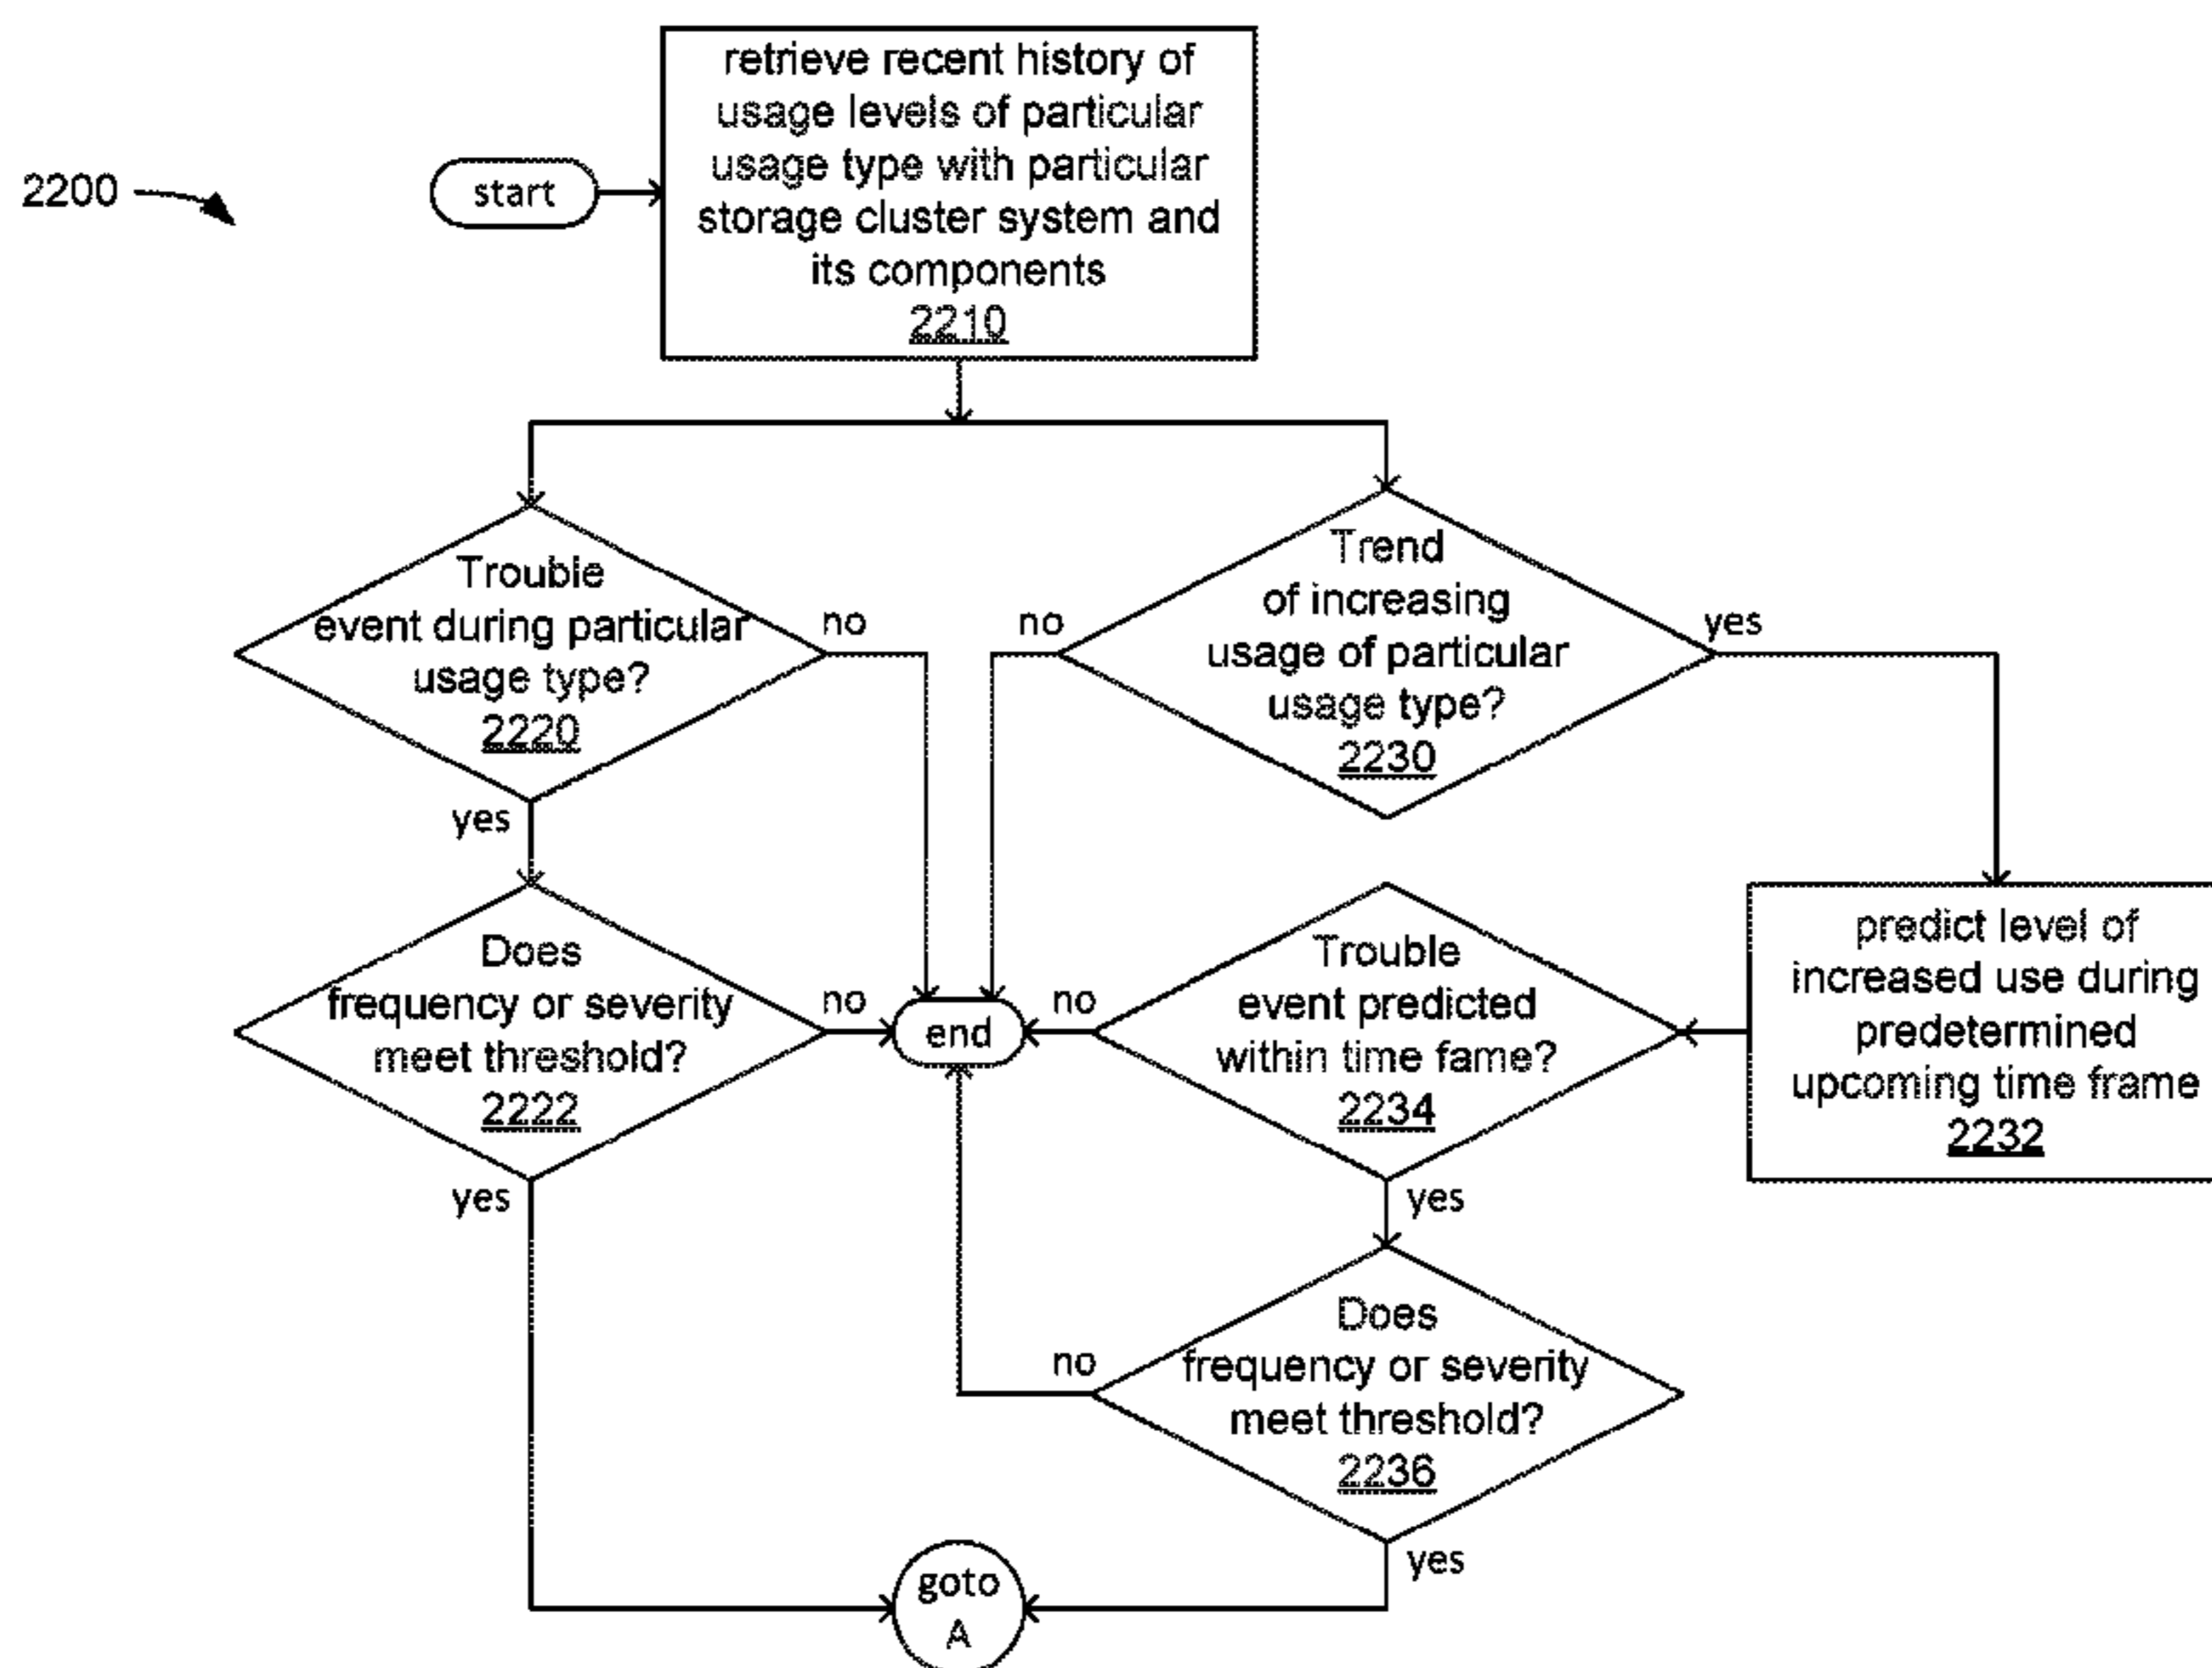 2200
start
retrieve recent history of
usage levels of particular
usage type with particular
storage cluster system and
its components
2210
Trouble
event during particular
usage type?
2220
no
yes
Trend
of increasing
usage of particular
usage type?
2230
no
yes
Does
frequency or severity
meet threshold?
2222
no
yes
end
Trouble
event predicted
within time fame?
2234
no
yes
predict level of
increased use during
predetermined
upcoming time frame
2232
Does
frequency or severity
meet threshold?
2236
no
yes
goto
A